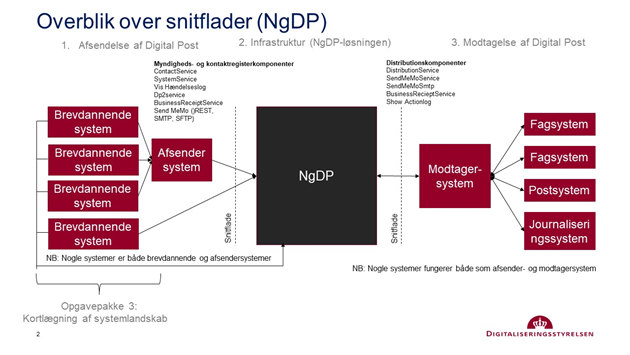 Overblik over snitflader (NgDP)
1. Afsendelse af Digital Post
2. Infrastruktur (NgDP-løsningen)
3. Modtagelse af Digital Post
Myndigheds- og kontaktregisterkomponenter
ContactService
SystemService
Vis Hændelseslog
Dp2service
BusinessReceiptService
Send MeMo (iREST,
SMTP, SFTP)
Distributionskomponenter
DistributionService
SendMeMoService
SendMeMoSmtp
BusinessRecieptService
Show Actionlog
Brevdannende
system
Brevdannende
system
Brevdannende
system
Brevdannende
system
Afsender
system
Snitflade
NgDP
Snitflade
Modtager-
system
Fagsystem
Fagsystem
Postsystem
Journaliseri
ngssystem
NB: Nogle systemer er både brevdannende og afsendersystemer
NB: Nogle systemer fungerer både som afsender- og modtagersystem
Opgavepakke 3:
Kortlægning af systemlandskab
2
DIGITALISERINGSSTYRELSEN